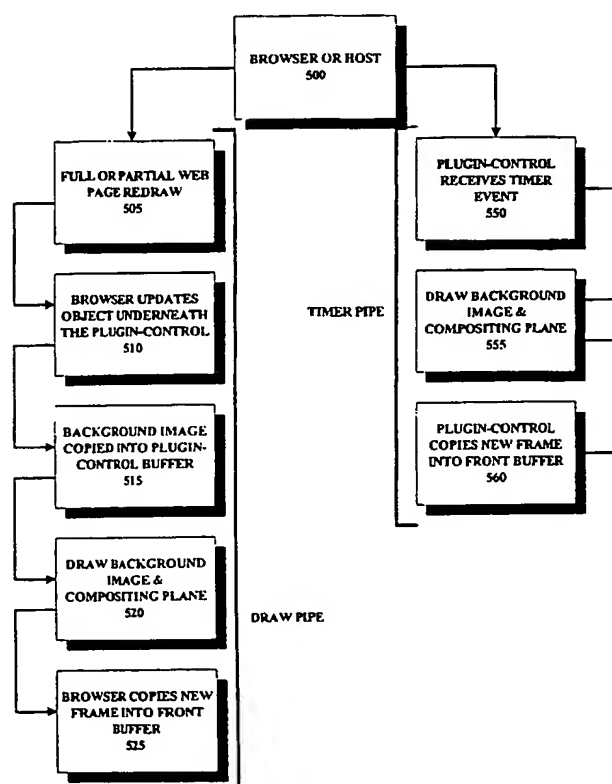 BROWSER OR HOST
500
FULL OR PARTIAL WEB
PAGE REDRAW
505
BROWSER UPDATES
OBJECT UNDERNEATH
THE PLUGIN-CONTROL
510
BACKGROUND IMAGE
COPIED INTO PLUGIN-
CONTROL BUFFER
515
DRAW BACKGROUND
IMAGE &
COMPOSITING PLANE
520
BROWSER COPIES NEW
FRAME INTO FRONT
BUFFER
525
DRAW PIPE
TIMER PIPE
PLUGIN-CONTROL
RECEIVES TIMER
EVENT
550
DRAW BACKGROUND
IMAGE &
COMPOSITING PLANE
555
PLUGIN-CONTROL
COPIES NEW FRAME
INTO FRONT BUFFER
560